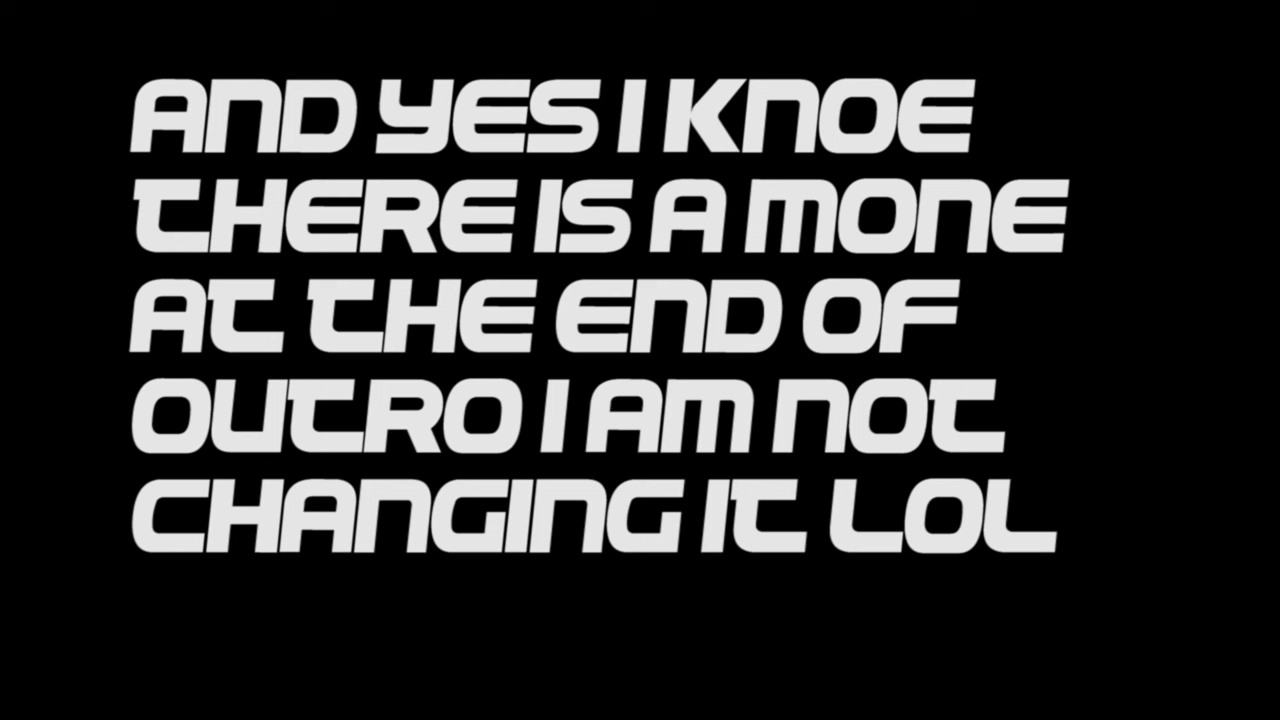 AND YES I KNOE
THERE IS A MONE
AT THE END OF
OUTRO I AM NOT
CHANGING IT LOL